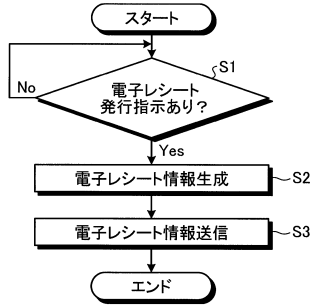 スタート
S1
No
電子レシート
発行指示あり?
Yes
電子レシート情報生成
S2
電子レシート情報送信
S3
エンド